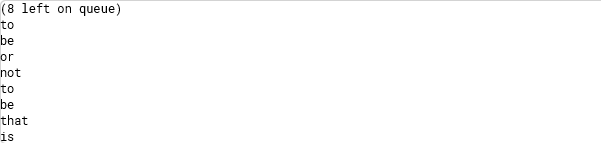 (8 left on queue)
to
be
or
not
to
be
that
is